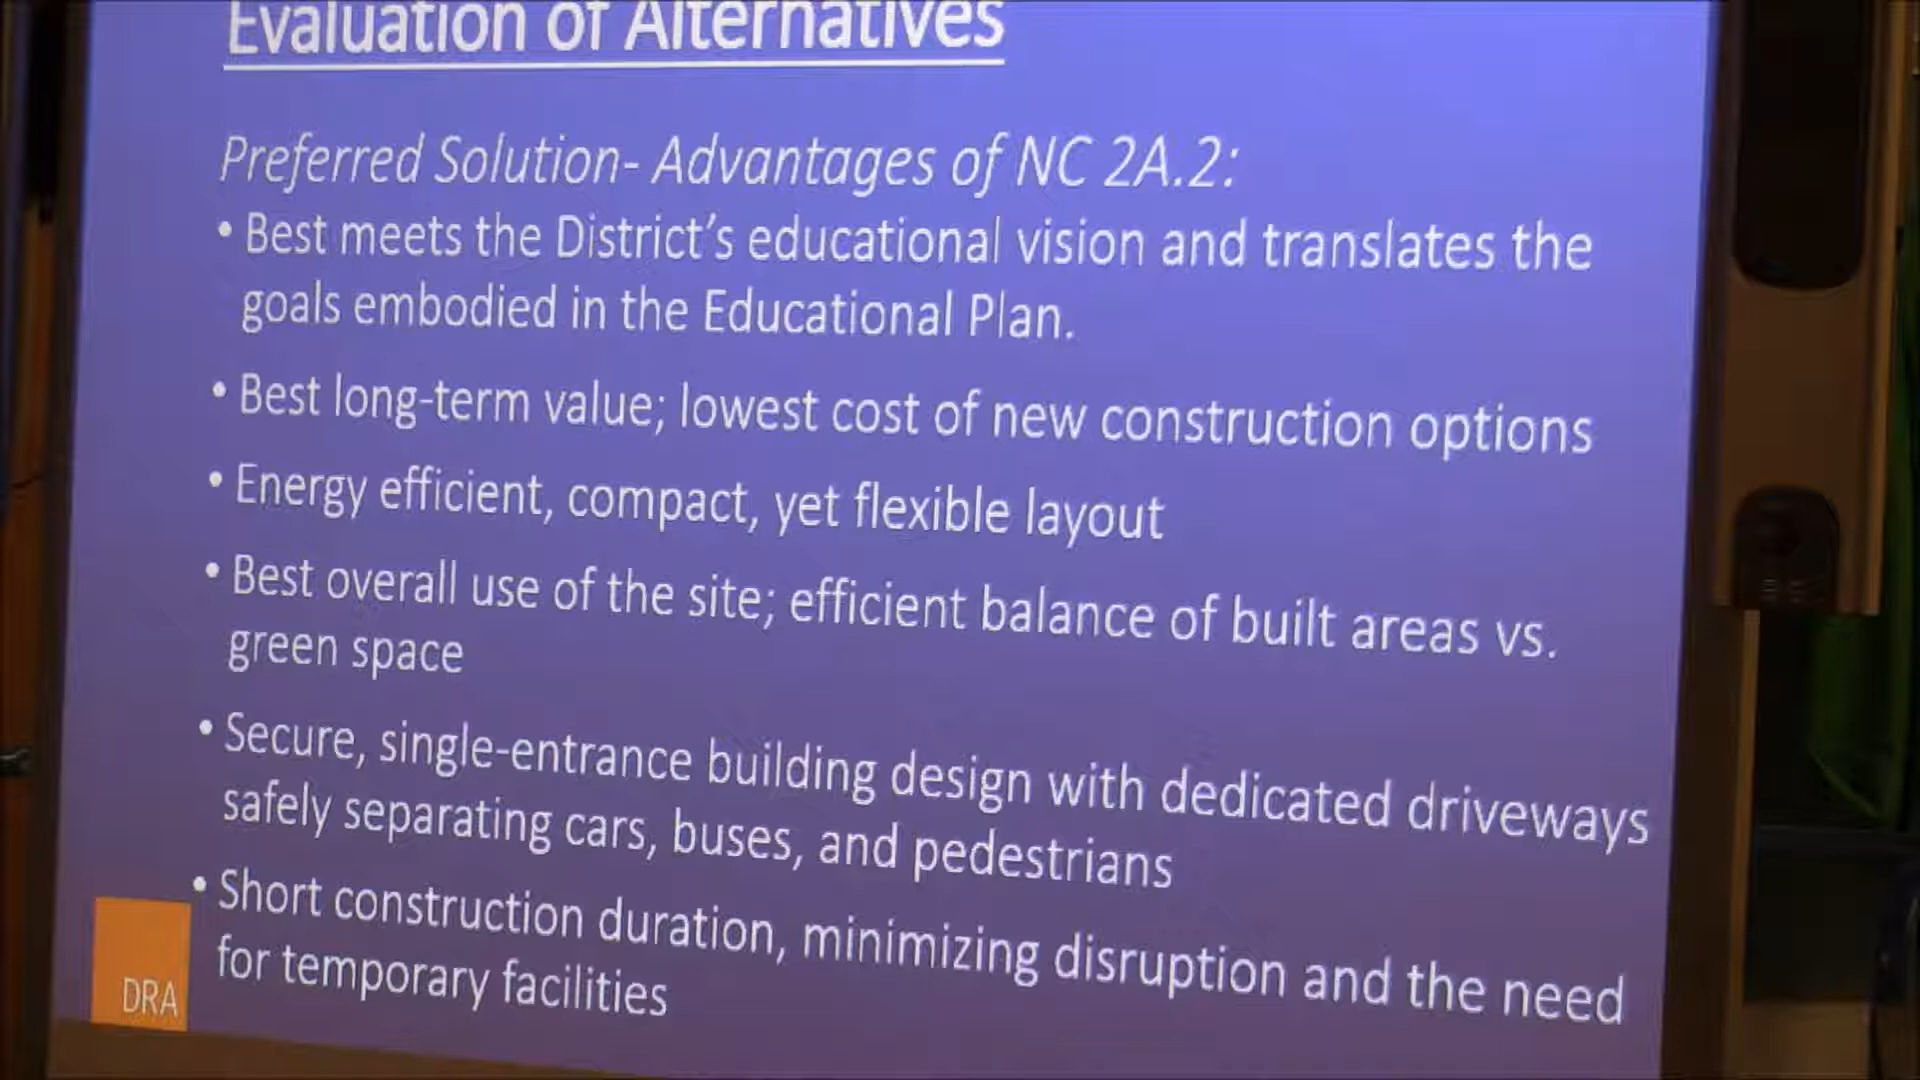 Evaluation of Alternatives
Preferred Solution- Advantages of NC 2A.2:
• Best meets the District's educational vision and translates the
goals embodied in the Educational Plan.
• Best long-term value; lowest cost of new construction options
• Energy efficient, compact, yet flexible layout
• Best overall use of the site; efficient balance of built areas vs.
green space
• Secure, single-entrance building design with dedicated driveways
safely separating cars, buses, and pedestrians
• Short construction duration, minimizing disruption and the need
for temporary facilities
DRA